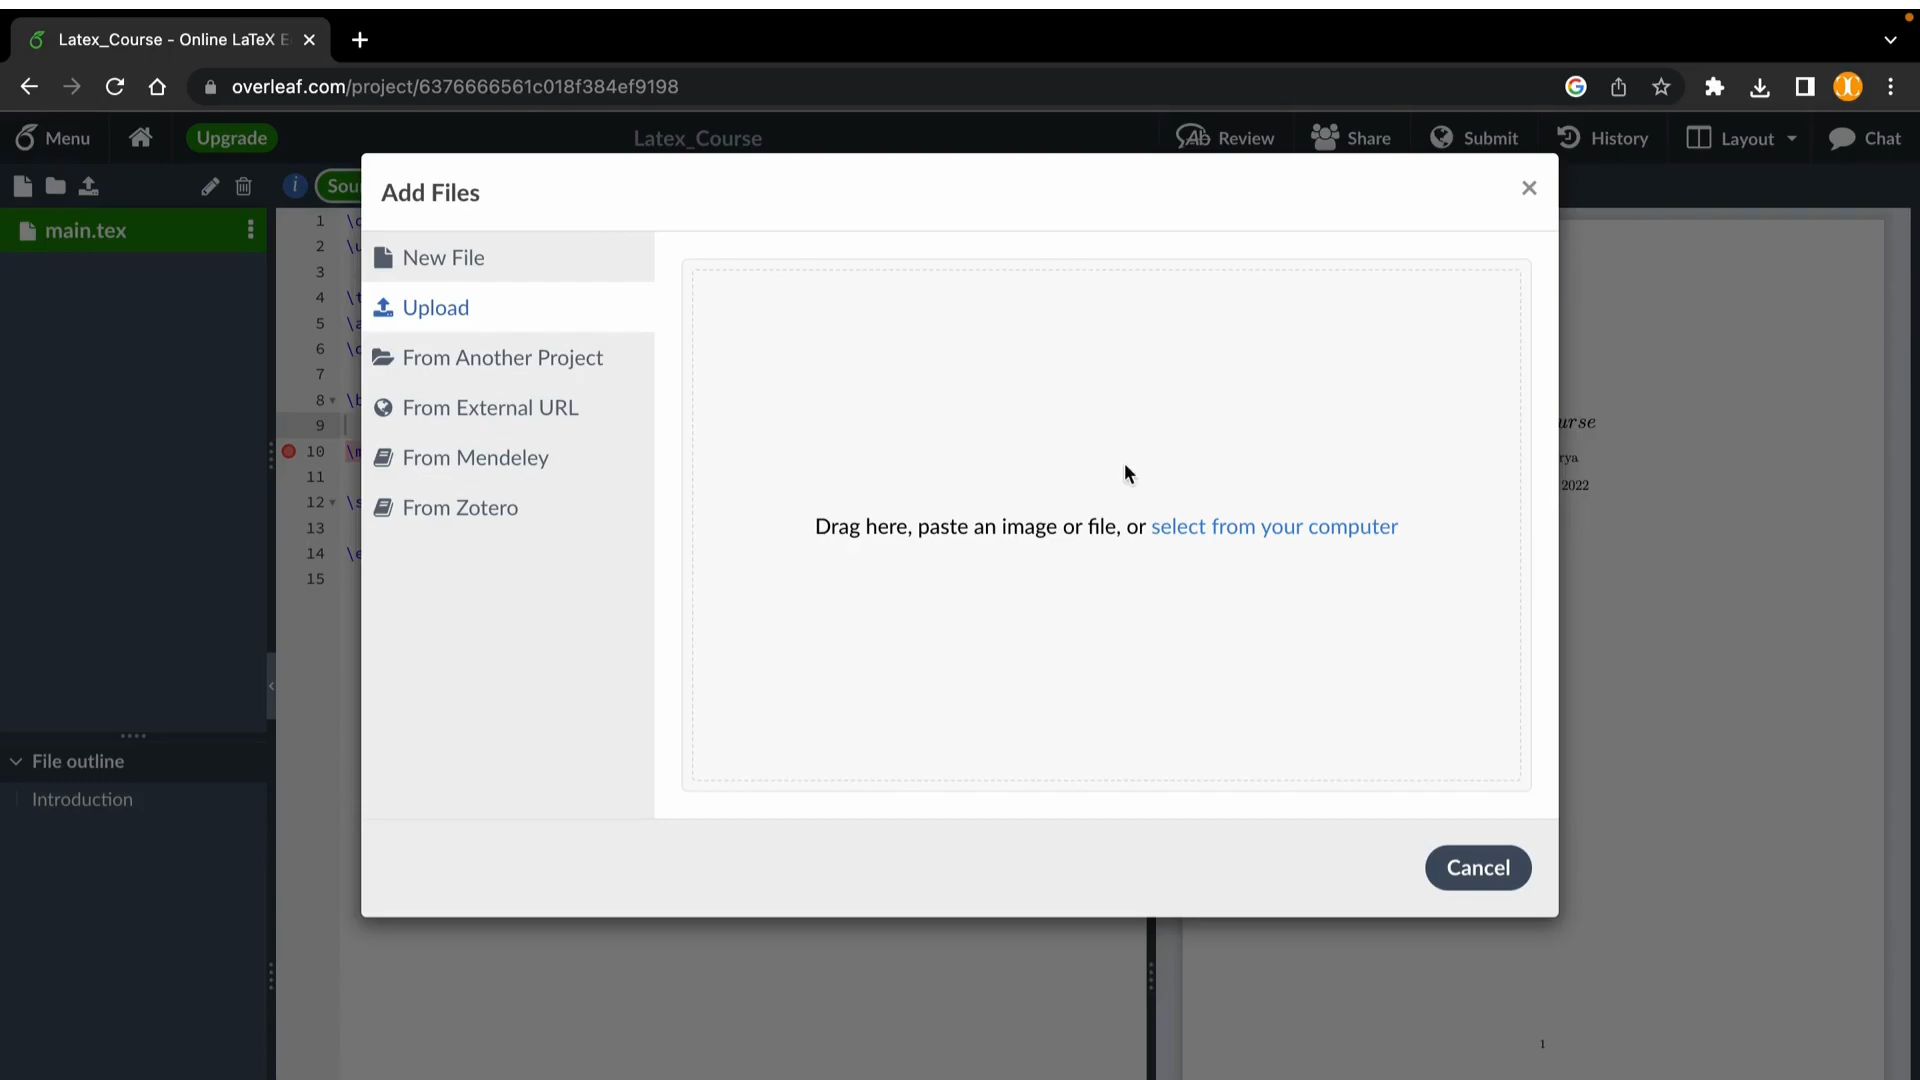 Latex_Course - Online LaTeX E
overleaf.com/project/6376666561c018f384ef9198
Menu
Upgrade
Latex_Course
Review
Share
Submit
History
Layout
Chat
main.tex
Sou
Add Files
New File
Upload
From Another Project
From External URL
From Mendeley
From Zotero
Drag here, paste an image or file, or select from your computer
Cancel
1
2 \u
3
4 \t
5 \a
6
7
8 \b
9
10
11
12 \s
13
14 \e
15
urse
rya
2022
1
File outline
Introduction